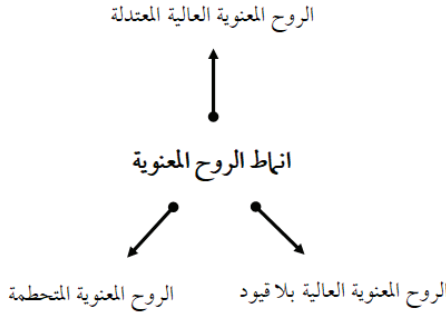 الروح المعنوية العالية المعتدلة
انماط الروح المعنوية
الروح المعنوية العالية بلا قيود
الروح المعنوية المتحطمة